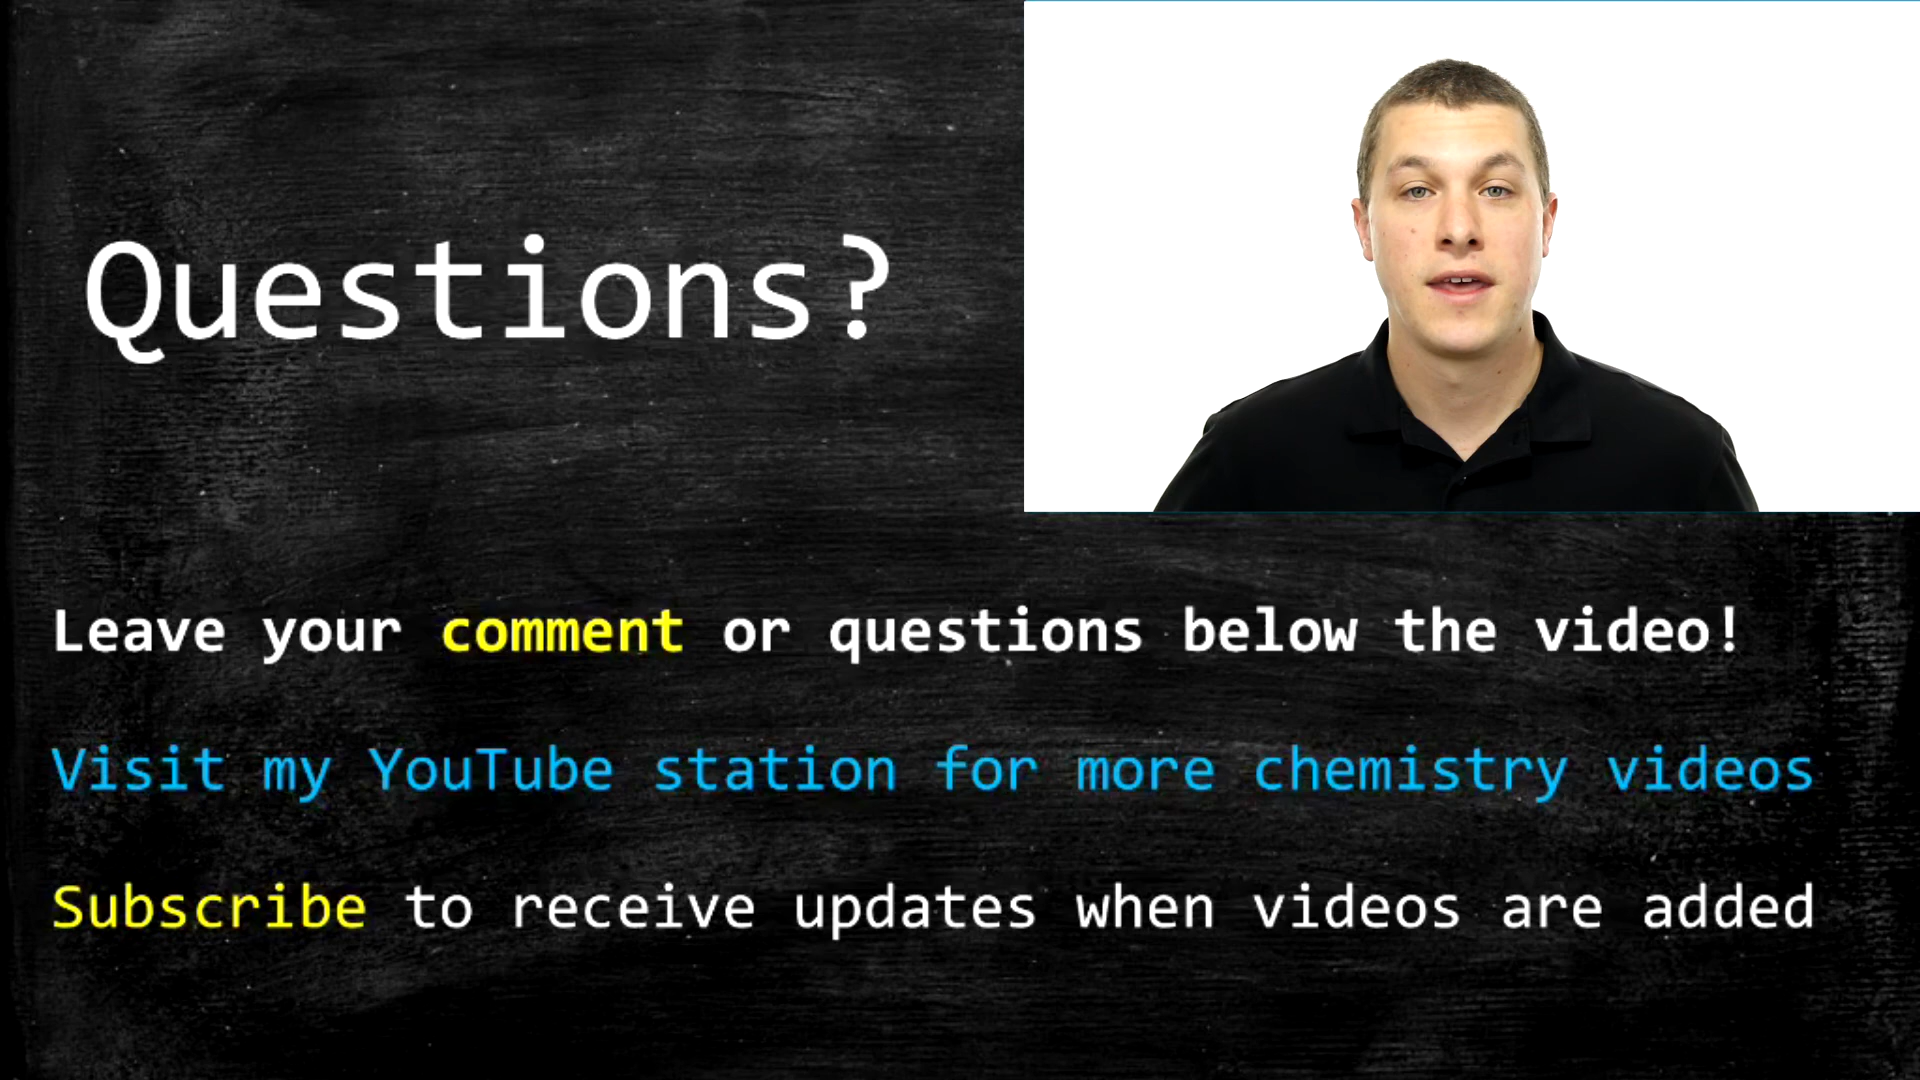 Questions?
Leave your comment or questions below the video!
Visit my YouTube station for more chemistry videos
Subscribe to receive updates when videos are added